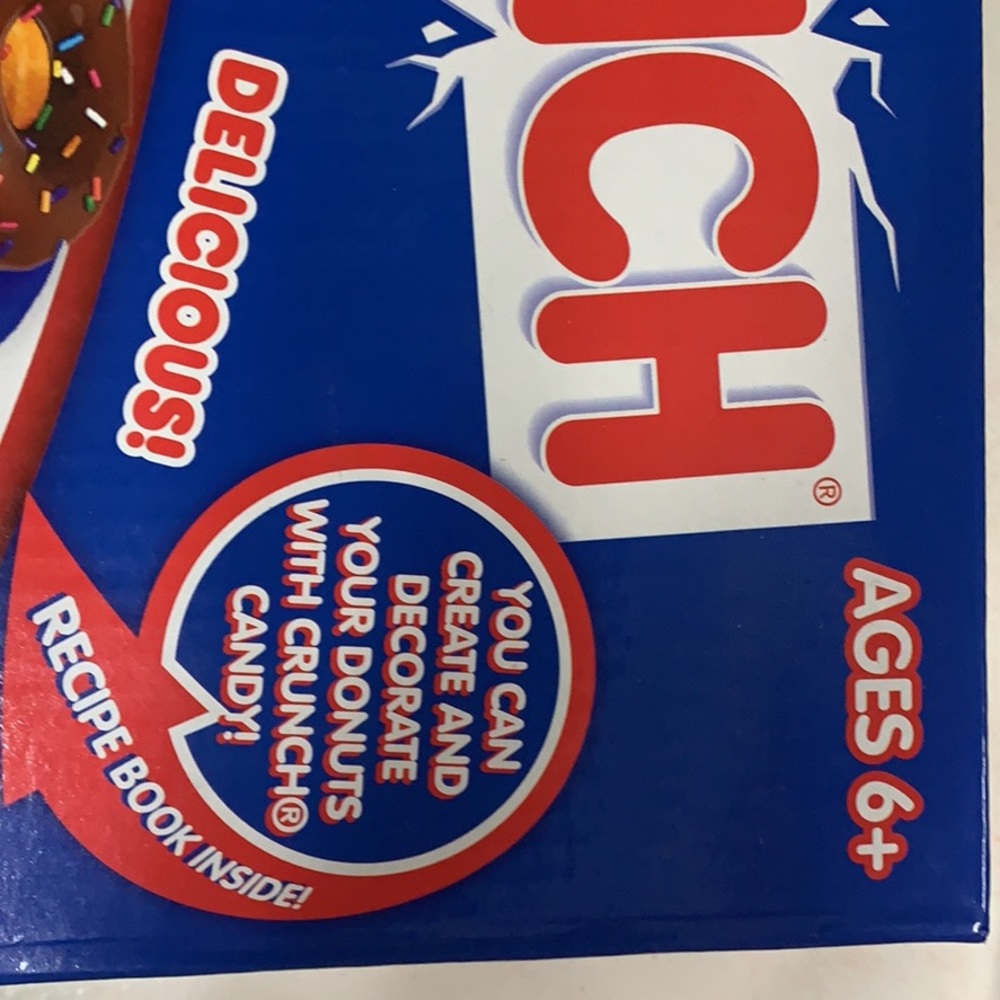 CH®
AGES 6+
DELICIOUS!
YOU CAN
CREATE AND
DECORATE
YOUR DONUTS
WITH CRUNCH®
CANDY!
RECIPE BOOK INSIDE!